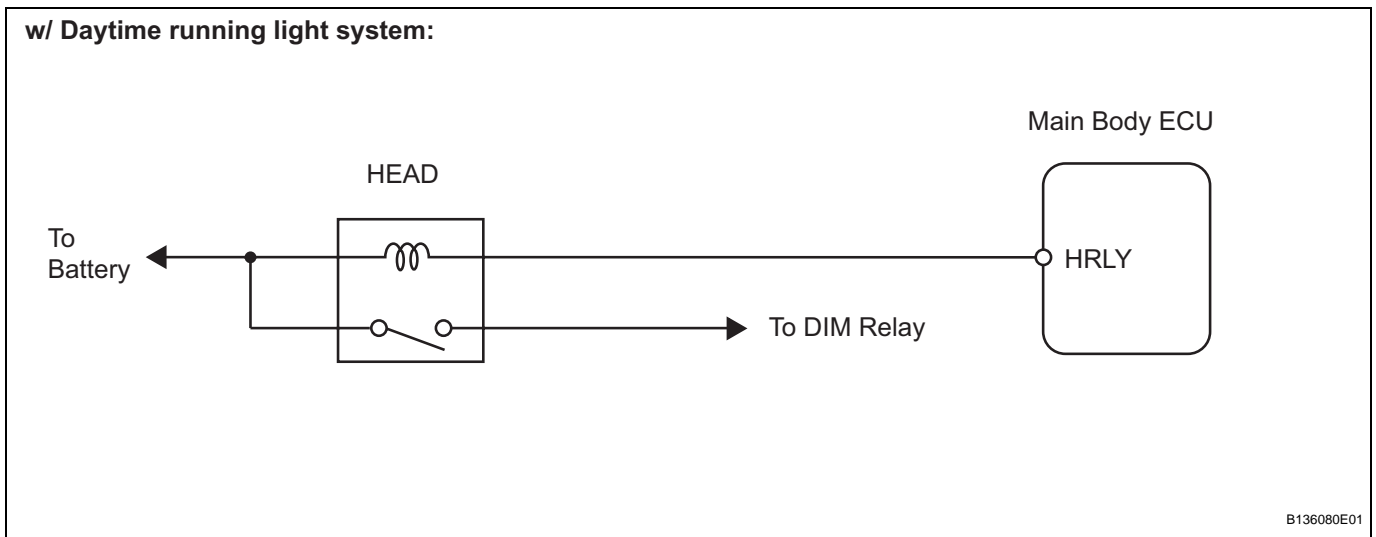 w/ Daytime running light system:
Main Body ECU
HEAD
To
Battery
HRLY
To DIM Relay
B136080E01